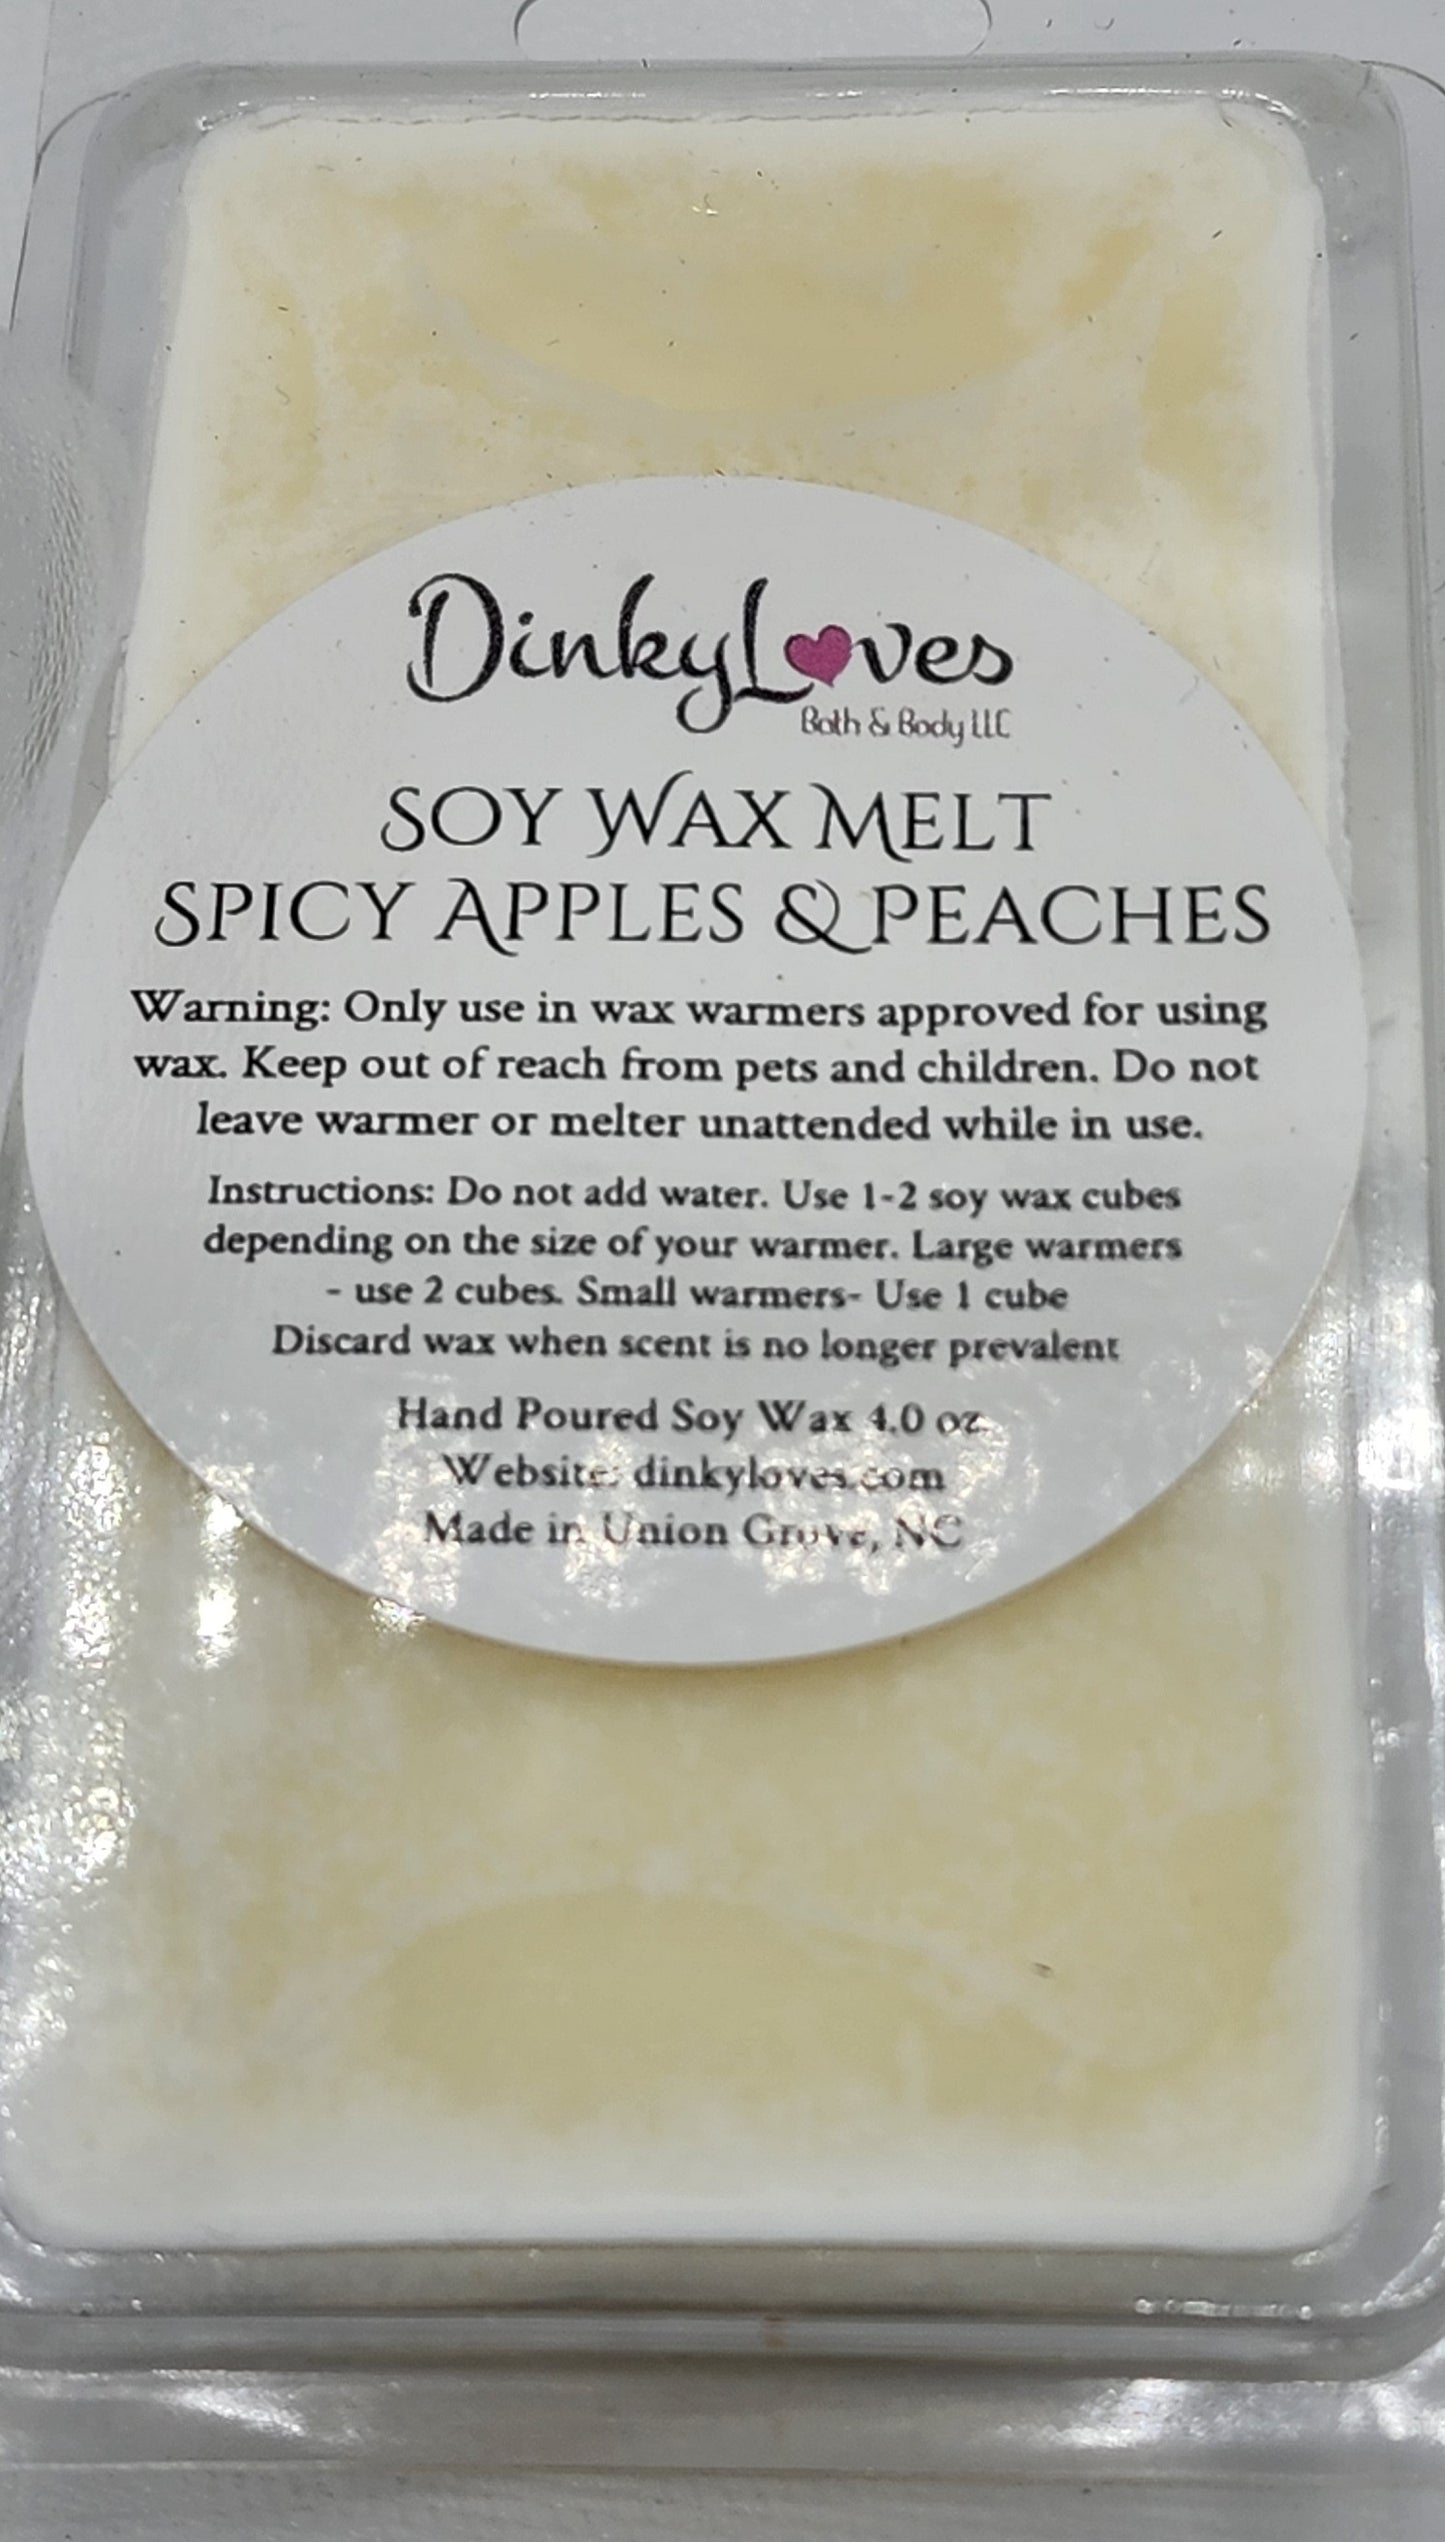 DinkyLoves
Bath & Body LLC
SOY WAX MELT
SPICY APPLES & PEACHES
Warning: Only use in wax warmers approved for using
wax. Keep out of reach from pets and children. Do not
leave warmer or melter unattended while in use.
Instructions: Do not add water. Use 1-2 soy wax cubes
depending on the size of your warmer. Large warmers
- use 2 cubes. Small warmers- Use 1 cube
Discard wax when scent is no longer prevalent
Hand Poured Soy Wax 4.0 oz.
Website: dinkyloves.com
Made in Union Grove, NC